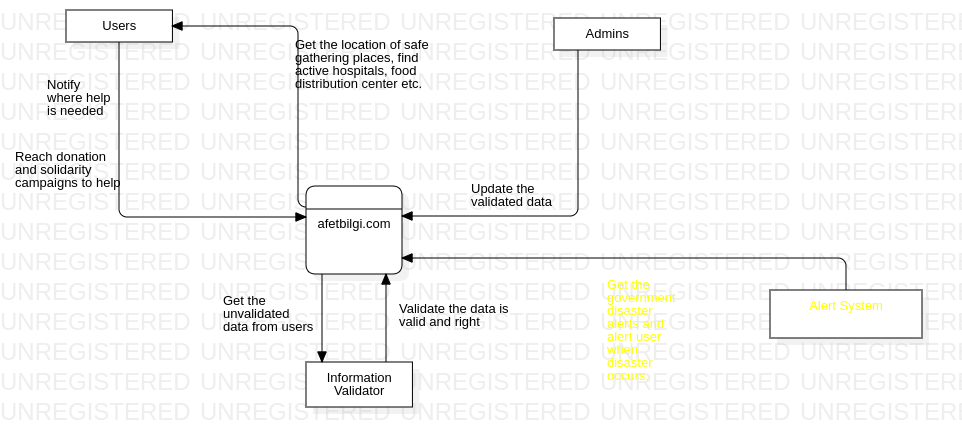 Users
Admins
Get the location of safe
gathering places, find
active hospitals, food
distribution center etc.
Notify
where help
is needed
Reach donation
and solidarity
campaigns to help
Update the
validated data
afetbilgi.com
Get the
government
disaster
alerts and
alert user
when
disaster
occurs.
Alert System
Get the
unvalidated
data from users
Validate the data is
valid and right
Information
Validator
UNREGISTERED UNREGISTERED UNREGISTERED UNREGISTERED UNREGISTERED